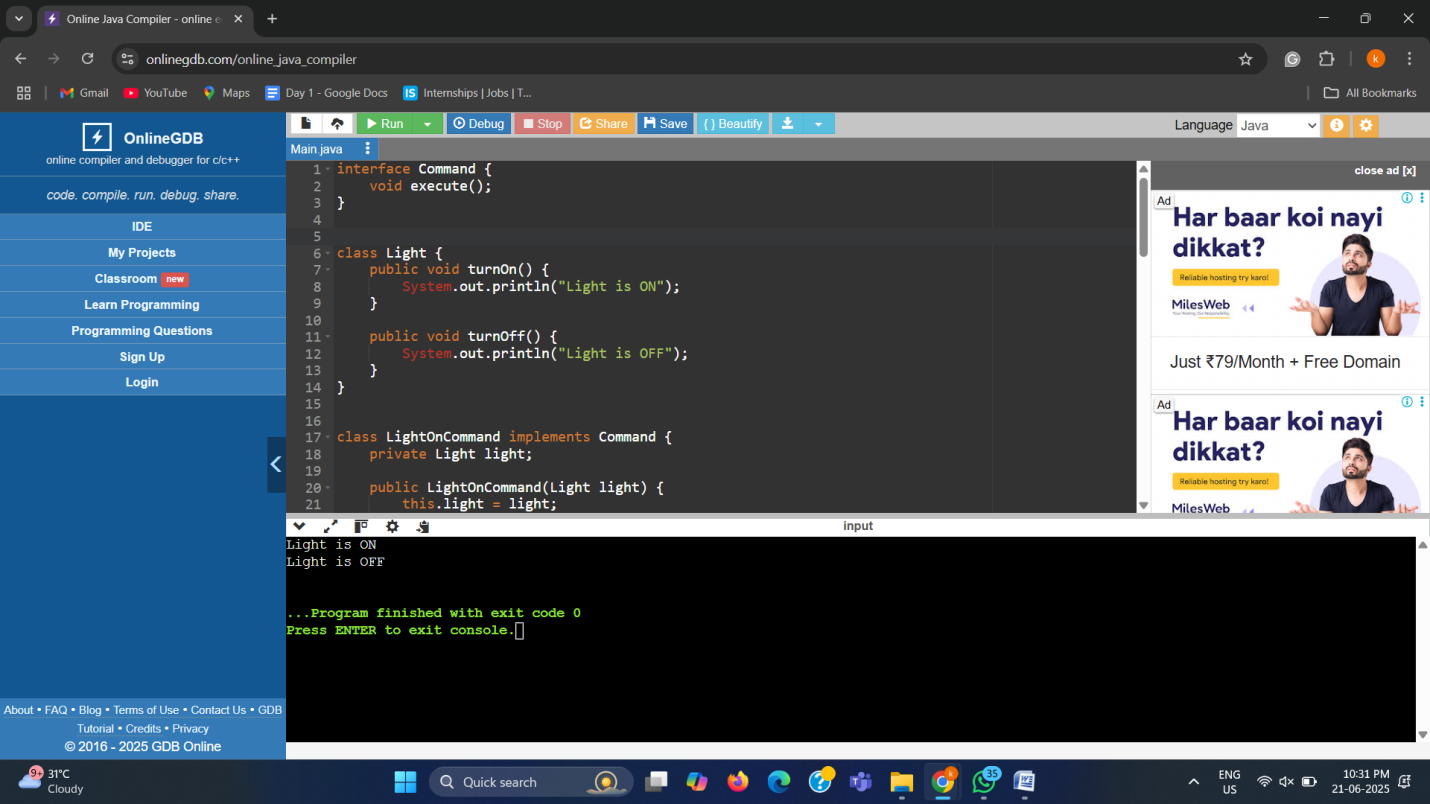 Online Java Compiler - online e
onlinegdb.com/online_java_compiler
k
Gmail
YouTube
Maps
Day 1 - Google Docs
IS
Internships | Jobs | T...
All Bookmarks
OnlineGDB
online compiler and debugger for c/c++
code. compile. run. debug. share.
IDE
My Projects
Classroom new
Learn Programming
Programming Questions
Sign Up
Login
About • FAQ • Blog • Terms of Use • Contact Us • GDB
Tutorial • Credits • Privacy
© 2016 - 2025 GDB Online
Run
Debug
Stop
Share
Save
{ } Beautify
Language Java
Main.java
1 interface Command {
2     void execute();
3 }
4
5
6 class Light {
7     public void turnOn() {
8         System.out.println("Light is ON");
9     }
10
11     public void turnOff() {
12         System.out.println("Light is OFF");
13     }
14 }
15
16
17 class LightOnCommand implements Command {
18     private Light light;
19
20     public LightOnCommand(Light light) {
21         this.light = light;
close ad [x]
Ad
Har baar koi nayi
dikkat?
Reliable hosting try karo!
MilesWeb
Your Hosting, Our Responsibility.
Just ₹79/Month + Free Domain
Ad
Har baar koi nayi
dikkat?
Reliable hosting try karo!
MilesWeb
input
Light is ON
Light is OFF
...Program finished with exit code 0
Press ENTER to exit console.
9+
31°C
Cloudy
Quick search
35
ENG
US
10:31 PM
21-06-2025